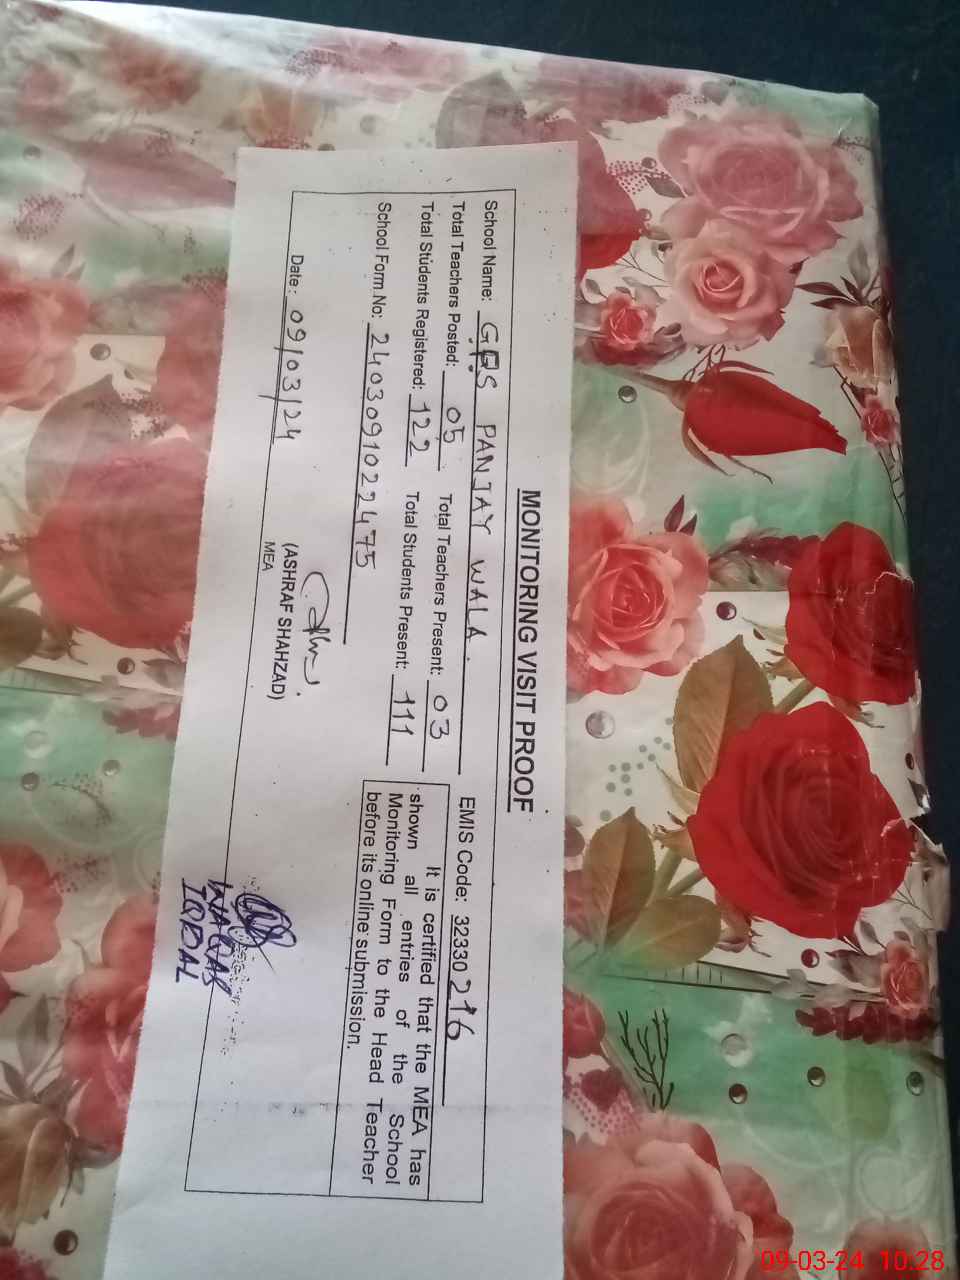 MONITORING VISIT PROOF
School Name: GPS PANJAY WALA. EMIS Code: 32330216
Total Teachers Posted: 05 Total Teachers Present: 03
Total Students Registered: 122 Total Students Present: 111
School Form No: 24030910229475
It is certified that the MEA has
shown all entries of the School
Monitoring Form to the Head Teacher
before its online submission.
Date: 09/03/24
(ASHRAF SHAHZAD)
MEA
WAQAS
IQBAL
09-03-24 10:28